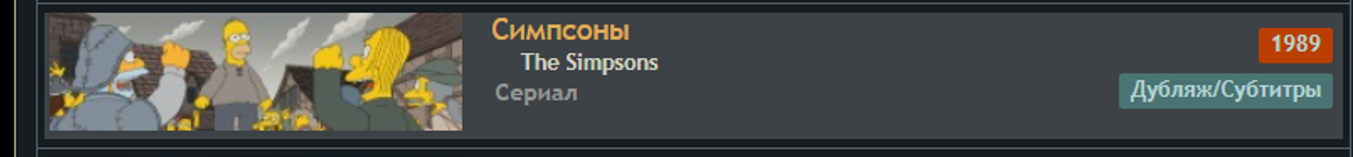 Симпсоны
The Simpsons
Сериал
1989
Дубляж/Субтитры